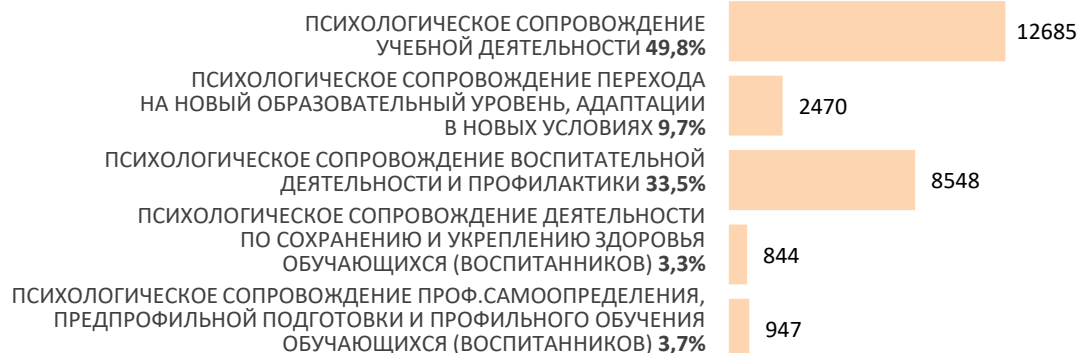 ПСИХОЛОГИЧЕСКОЕ СОПРОВОЖДЕНИЕ
УЧЕБНОЙ ДЕЯТЕЛЬНОСТИ 49,8%
12685
ПСИХОЛОГИЧЕСКОЕ СОПРОВОЖДЕНИЕ ПЕРЕХОДА
НА НОВЫЙ ОБРАЗОВАТЕЛЬНЫЙ УРОВЕНЬ, АДАПТАЦИИ
В НОВЫХ УСЛОВИЯХ 9,7%
2470
ПСИХОЛОГИЧЕСКОЕ СОПРОВОЖДЕНИЕ ВОСПИТАТЕЛЬНОЙ
ДЕЯТЕЛЬНОСТИ И ПРОФИЛАКТИКИ 33,5%
8548
ПСИХОЛОГИЧЕСКОЕ СОПРОВОЖДЕНИЕ ДЕЯТЕЛЬНОСТИ
ПО СОХРАНЕНИЮ И УКРЕПЛЕНИЮ ЗДОРОВЬЯ
ОБУЧАЮЩИХСЯ (ВОСПИТАННИКОВ) 3,3%
844
ПСИХОЛОГИЧЕСКОЕ СОПРОВОЖДЕНИЕ ПРОФ.САМООПРЕДЕЛЕНИЯ,
ПРЕДПРОФИЛЬНОЙ ПОДГОТОВКИ И ПРОФИЛЬНОГО ОБУЧЕНИЯ
ОБУЧАЮЩИХСЯ (ВОСПИТАННИКОВ) 3,7%
947